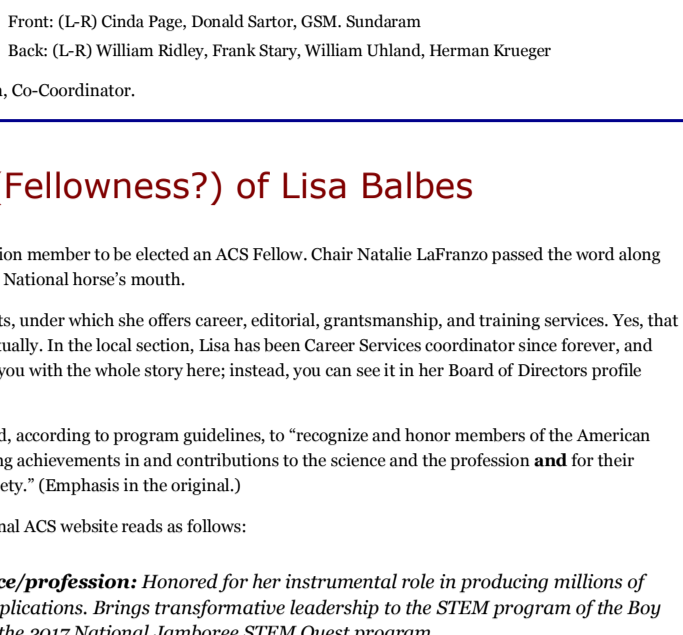 Front: (L-R) Cinda Page, Donald Sartor, GSM. Sundaram
Back: (L-R) William Ridley, Frank Stary, William Uhland, Herman Krueger
, Co-Coordinator.
(Fellowness?) of Lisa Balbes
ion member to be elected an ACS Fellow. Chair Natalie LaFranzo passed the word along
National horse’s mouth.
ts, under which she offers career, editorial, grantsmanship, and training services. Yes, that
tually. In the local section, Lisa has been Career Services coordinator since forever, and
you with the whole story here; instead, you can see it in her Board of Directors profile
d, according to program guidelines, to “recognize and honor members of the American
ng achievements in and contributions to the science and the profession and for their
ety.” (Emphasis in the original.)
nal ACS website reads as follows:
ce/profession: Honored for her instrumental role in producing millions of
plications. Brings transformative leadership to the STEM program of the Boy
the 2017 National Jamboree STEM Quest program